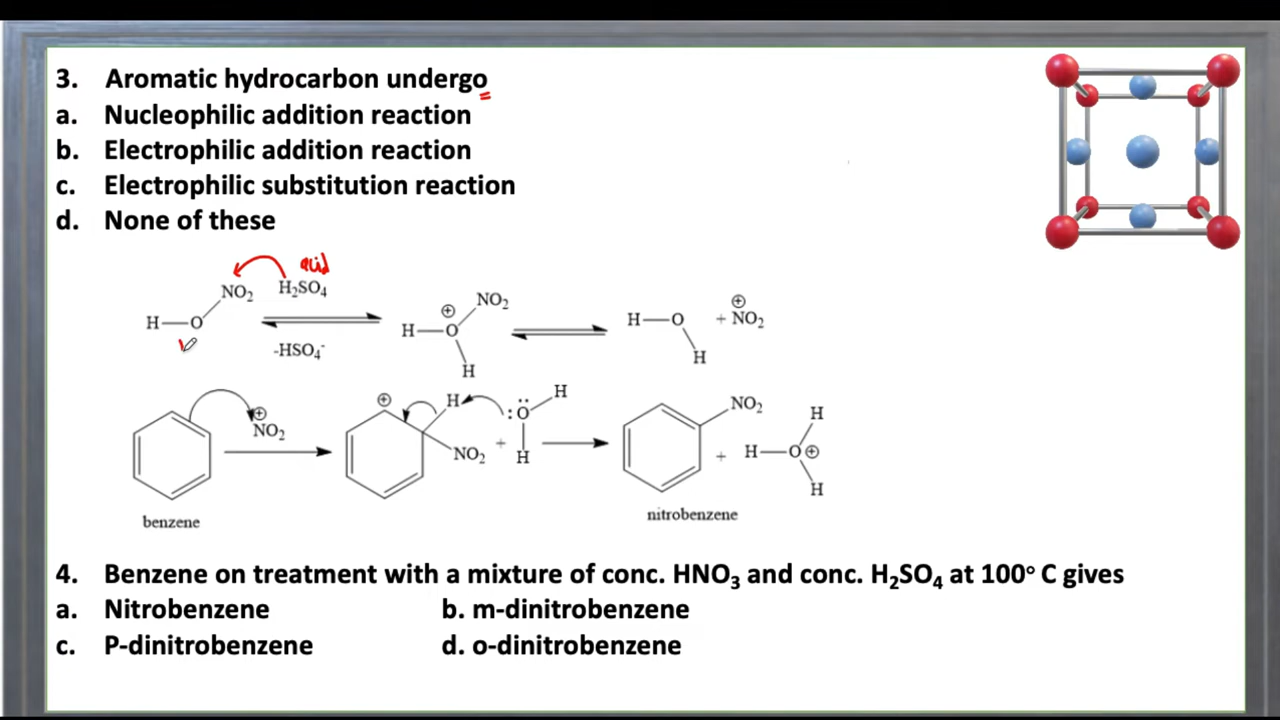 3. Aromatic hydrocarbon undergo
a. Nucleophilic addition reaction
b. Electrophilic addition reaction
c. Electrophilic substitution reaction
d. None of these
acid
NO₂ H₂SO₄ NO₂ ⊕
H—O H—O⊕ H—O + NO₂
-HSO₄⁻ H H
⊕ H H NO₂ H
⊕ :Ö
NO₂ NO₂ + H + H—O⊕
H
benzene nitrobenzene
4. Benzene on treatment with a mixture of conc. HNO₃ and conc. H₂SO₄ at 100° C gives
a. Nitrobenzene b. m-dinitrobenzene
c. P-dinitrobenzene d. o-dinitrobenzene